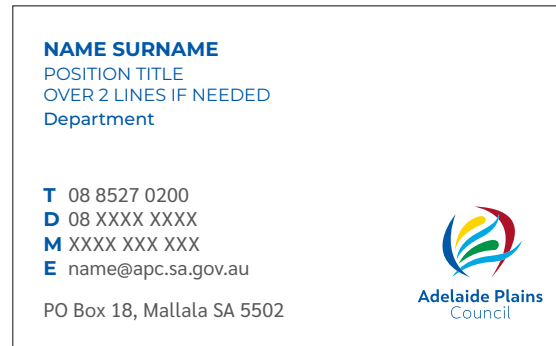 NAME SURNAME
POSITION TITLE
OVER 2 LINES IF NEEDED
Department
T 08 8527 0200
D 08 XXXX XXXX
M XXXX XXX XXX
E name@apc.sa.gov.au
PO Box 18, Mallala SA 5502
Adelaide Plains
Council